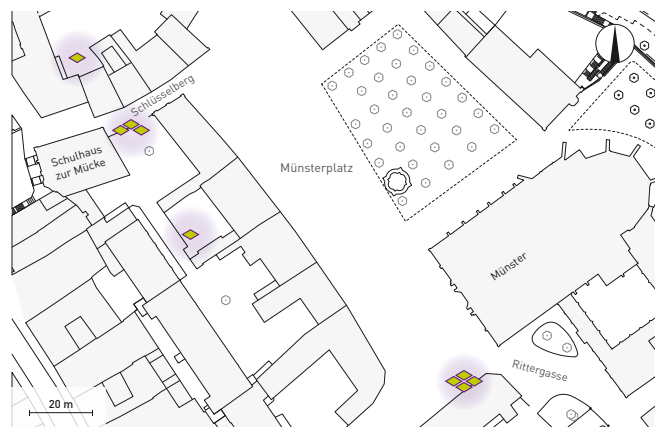 Schlüsselberg
Schulhaus
zur Mücke
Münsterplatz
Münster
Rittergasse
20 m